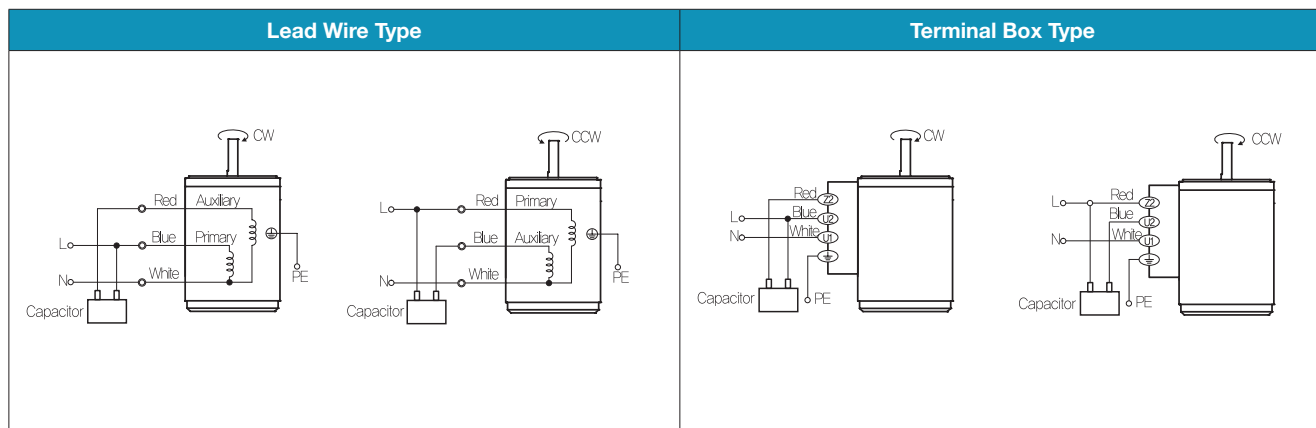 Lead Wire Type
Terminal Box Type
CW
Red Auxiliary
L Blue Primary
N White
PE
Capacitor
CCW
L Red Primary
Blue Auxiliary
N White
PE
Capacitor
CW
Red Z2
L Blue U2
N White U1
Capacitor PE
CCW
L Red Z2
Blue U2
N White U1
Capacitor PE